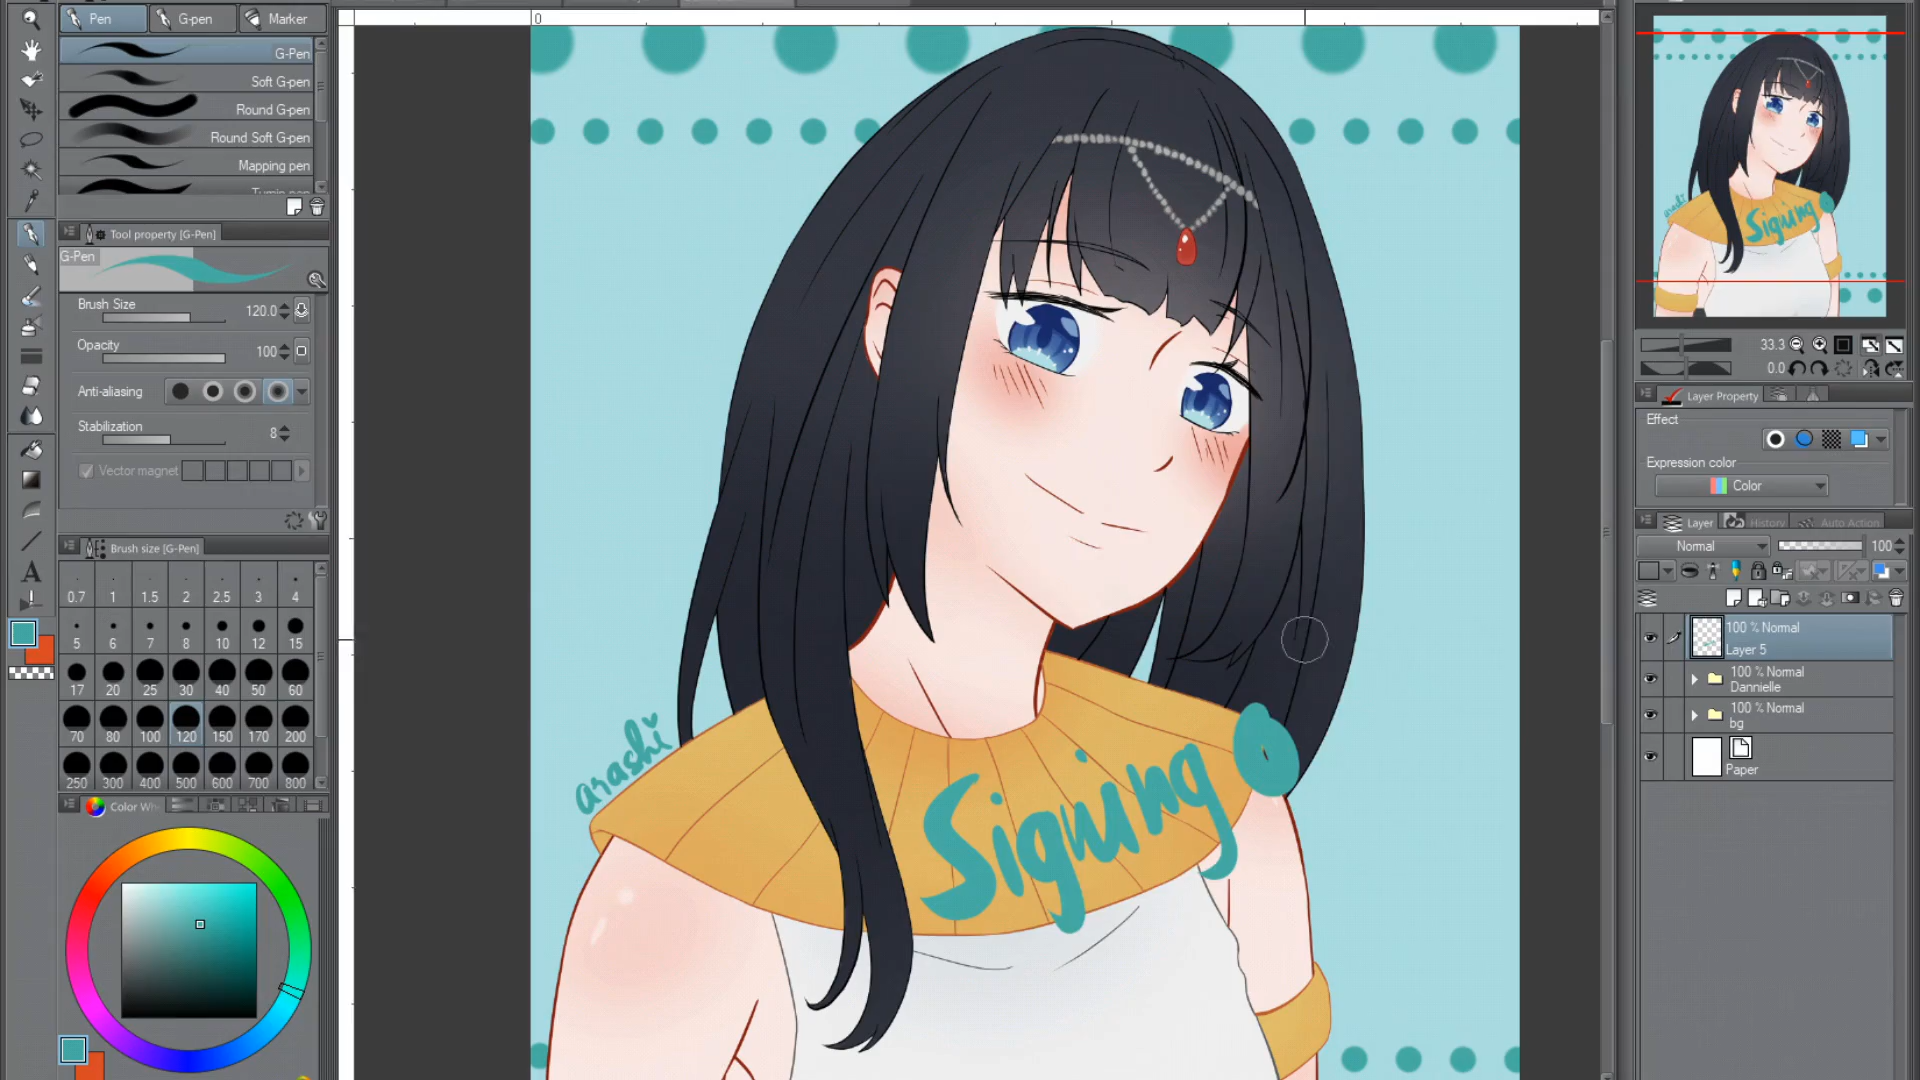 Pen
G-pen
Marker
G-Pen
Soft G-pen
Round G-pen
Round Soft G-pen
Mapping pen
Tool property [G-Pen]
G-Pen
Brush Size
120.0
Opacity
100
Anti-aliasing
Stabilization
8
Vector magnet
Brush size [G-Pen]
0.7 1 1.5 2 2.5 3 4
5 6 7 8 10 12 15
17 20 25 30 40 50 60
70 80 100 120 150 170 200
250 300 400 500 600 700 800
Color Wh
0
arashi
Signing o
33.3
0.0
Layer Property
Effect
Expression color
Color
Layer
History
Auto Action
Normal
100
100 % Normal
Layer 5
100 % Normal
Dannielle
100 % Normal
bg
Paper